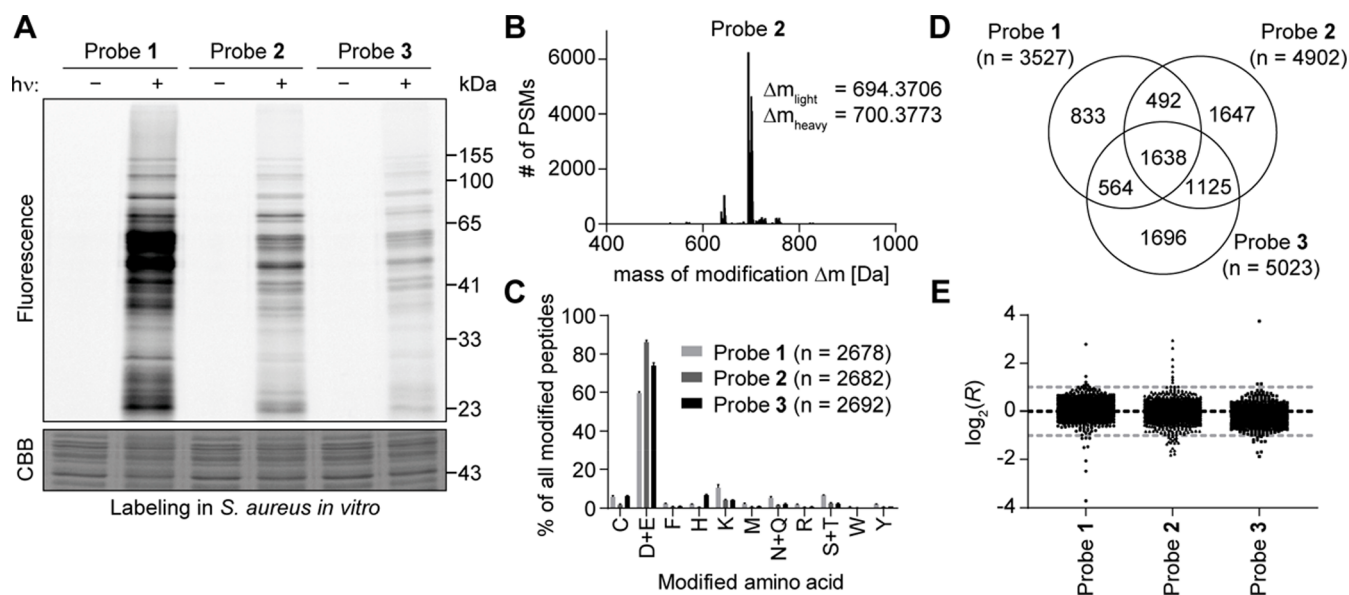 A
Probe 1 Probe 2 Probe 3
hν: − + − + − + kDa
155
100
65
41
33
23
Fluorescence
CBB
43
Labeling in S. aureus in vitro
B
Probe 2
6000
4000
2000
0
# of PSMs
Δmlight = 694.3706
Δmheavy = 700.3773
400 600 800 1000
mass of modification Δm [Da]
C
100
80
60
40
20
0
% of all modified peptides
Probe 1 (n = 2678)
Probe 2 (n = 2682)
Probe 3 (n = 2692)
C D+E F H K M N+Q R S+T W Y
Modified amino acid
D
Probe 1
(n = 3527)
Probe 2
(n = 4902)
833 492 1647
1638
564 1125
1696
Probe 3
(n = 5023)
E
4
2
0
-2
-4
log2(R)
Probe 1
Probe 2
Probe 3